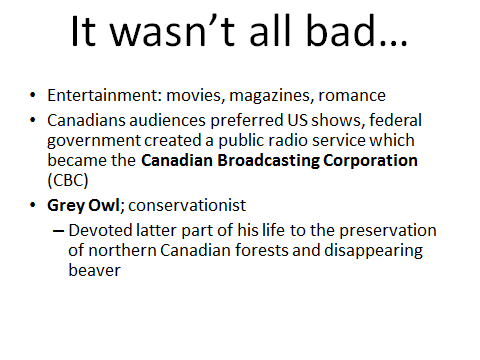 It wasn’t all bad…
• Entertainment: movies, magazines, romance
• Canadians audiences preferred US shows, federal
government created a public radio service which
became the Canadian Broadcasting Corporation
(CBC)
• Grey Owl; conservationist
– Devoted latter part of his life to the preservation
of northern Canadian forests and disappearing
beaver